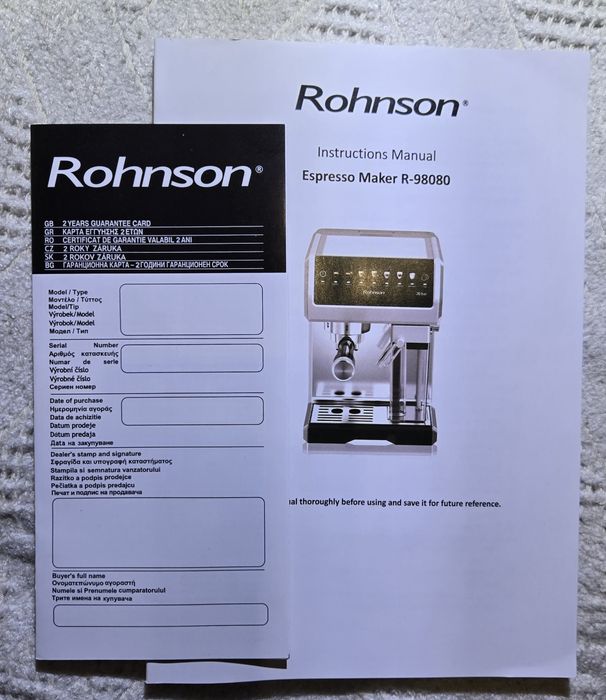 Rohnson®
Instructions Manual
Espresso Maker R-98080
Rohnson
thoroughly before using and save it for future reference.
Rohnson®
GB 2 YEARS GUARANTEE CARD
GR ΚΑΡΤΑ ΕΓΓΥΗΣΗΣ 2 ΕΤΩΝ
RO CERTIFICAT DE GARANTIE VALABIL 2 ANI
CZ 2 ROKY ZÁRUKA
SK 2 ROKOV ZÁRUKA
BG ГАРАНЦИОННА КАРТА – 2 ГОДИНИ ГАРАНЦИОНЕН СРОК
Model / Type
Μοντέλο / Τύττος
Model/Tip
Výrobek/Model
Výrobok/Model
Модел / Тип
Serial Number
Αριθμός κατασκευής
Numar de serie
Výrobní číslo
Výrobné číslo
Сериен номер
Date of purchase
Ημερομηνία αγοράς
Data de achizitie
Datum prodeje
Dótum predaja
Дата на закупуване
Dealer's stamp and signature
Σφραγίδα και υπογραφή καταστήματος
Stampila si semnatura vanzatorului
Razítko a podpis prodejce
Pečiatka a podpis predajcu
Печат и подпис на продавача
Buyer's full name
Ονοματεπώνυμο αγοραστή
Numele si Prenumele cumparatorului
Трите имена на купувача